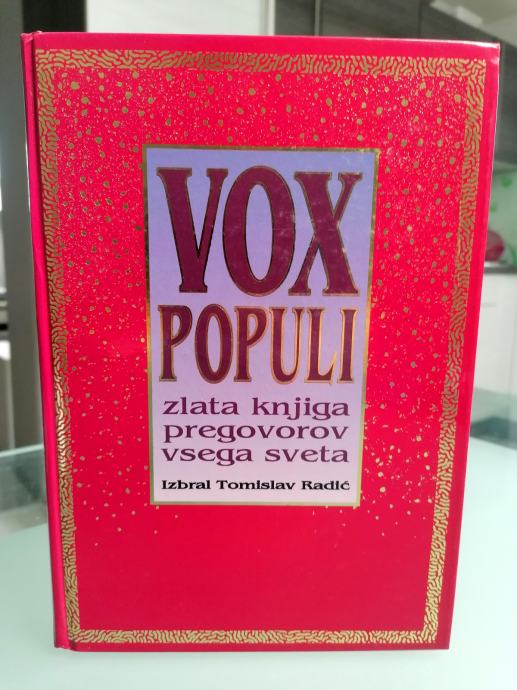 VOX
POPULI
zlata knjiga
pregovorov
vsega sveta
Izbral Tomislav Radić